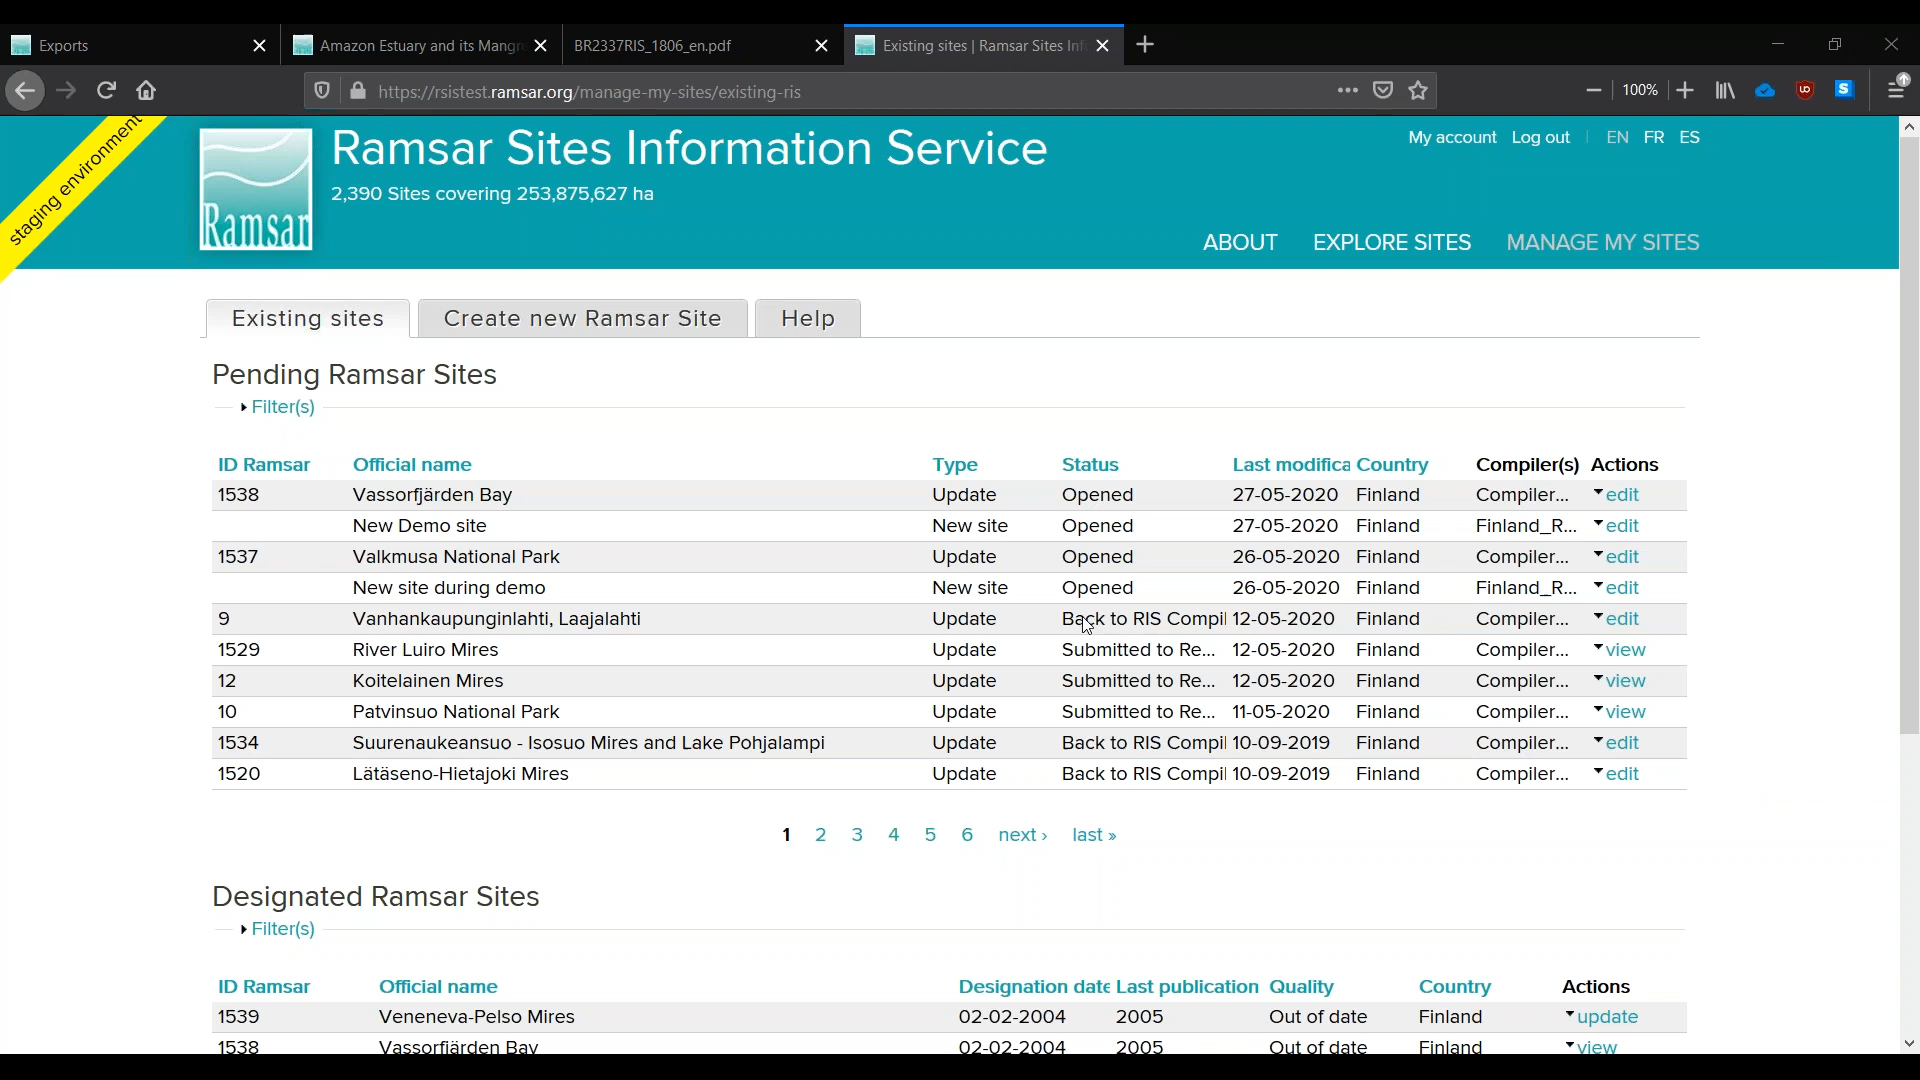 Exports
Amazon Estuary and its Mangr
BR2337RIS_1806_en.pdf
Existing sites | Ramsar Sites Inf
https://rsistest.ramsar.org/manage-my-sites/existing-ris
100%
staging environment
Ramsar
Ramsar Sites Information Service
2,390 Sites covering 253,875,627 ha
My account Log out EN FR ES
ABOUT EXPLORE SITES MANAGE MY SITES
Existing sites Create new Ramsar Site Help
Pending Ramsar Sites
Filter(s)
ID Ramsar Official name Type Status Last modifica Country Compiler(s) Actions
1538 Vassorfjärden Bay Update Opened 27-05-2020 Finland Compiler... edit
New Demo site New site Opened 27-05-2020 Finland Finland_R... edit
1537 Valkmusa National Park Update Opened 26-05-2020 Finland Compiler... edit
New site during demo New site Opened 26-05-2020 Finland Finland_R... edit
9 Vanhankaupunginlahti, Laajalahti Update Back to RIS Compil 12-05-2020 Finland Compiler... edit
1529 River Luiro Mires Update Submitted to Re... 12-05-2020 Finland Compiler... view
12 Koitelainen Mires Update Submitted to Re... 12-05-2020 Finland Compiler... view
10 Patvinsuo National Park Update Submitted to Re... 11-05-2020 Finland Compiler... view
1534 Suurenaukeansuo - Isosuo Mires and Lake Pohjalampi Update Back to RIS Compil 10-09-2019 Finland Compiler... edit
1520 Lätäseno-Hietajoki Mires Update Back to RIS Compil 10-09-2019 Finland Compiler... edit
1 2 3 4 5 6 next › last »
Designated Ramsar Sites
Filter(s)
ID Ramsar Official name Designation date Last publication Quality Country Actions
1539 Veneneva-Pelso Mires 02-02-2004 2005 Out of date Finland update
1538 Vassorfjärden Bay 02-02-2004 2005 Out of date Finland view